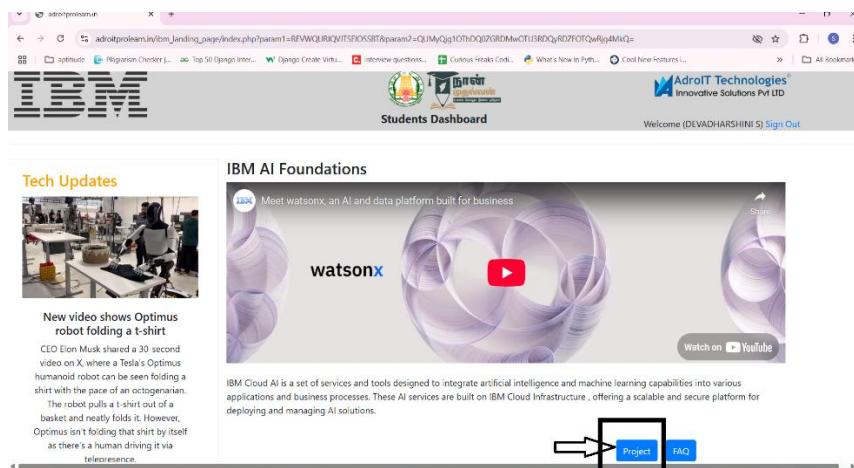 adroitprolearn.in
adroitprolearn.in/ibm_landing_page/index.php?param1=
aptitude
Plagiarism Checker |...
Top 50 Django Inter...
Django Create Virtu...
interview questions...
Curious Freaks Codi...
What's New In Pyth...
Cool New Features i...
All Bookmark
IBM
நான்
முதல்வன்
Students Dashboard
AdroIT Technologies®
Innovative Solutions Pvt LTD
Welcome (DEVADHARSHINI S) Sign Out
Tech Updates
New video shows Optimus
robot folding a t-shirt
CEO Elon Musk shared a 30 second
video on X, where a Tesla's Optimus
humanoid robot can be seen folding a
shirt with the pace of an octogenarian.
The robot pulls a t-shirt out of a
basket and neatly folds it. However,
Optimus isn't folding that shirt by itself
as there's a human driving it via
telepresence.
IBM AI Foundations
IBM
Meet watsonx, an AI and data platform built for business
Share
watsonx
Watch on YouTube
IBM Cloud AI is a set of services and tools designed to integrate artificial intelligence and machine learning capabilities into various
applications and business processes. These AI services are built on IBM Cloud Infrastructure , offering a scalable and secure platform for
deploying and managing AI solutions.
Project
FAQ